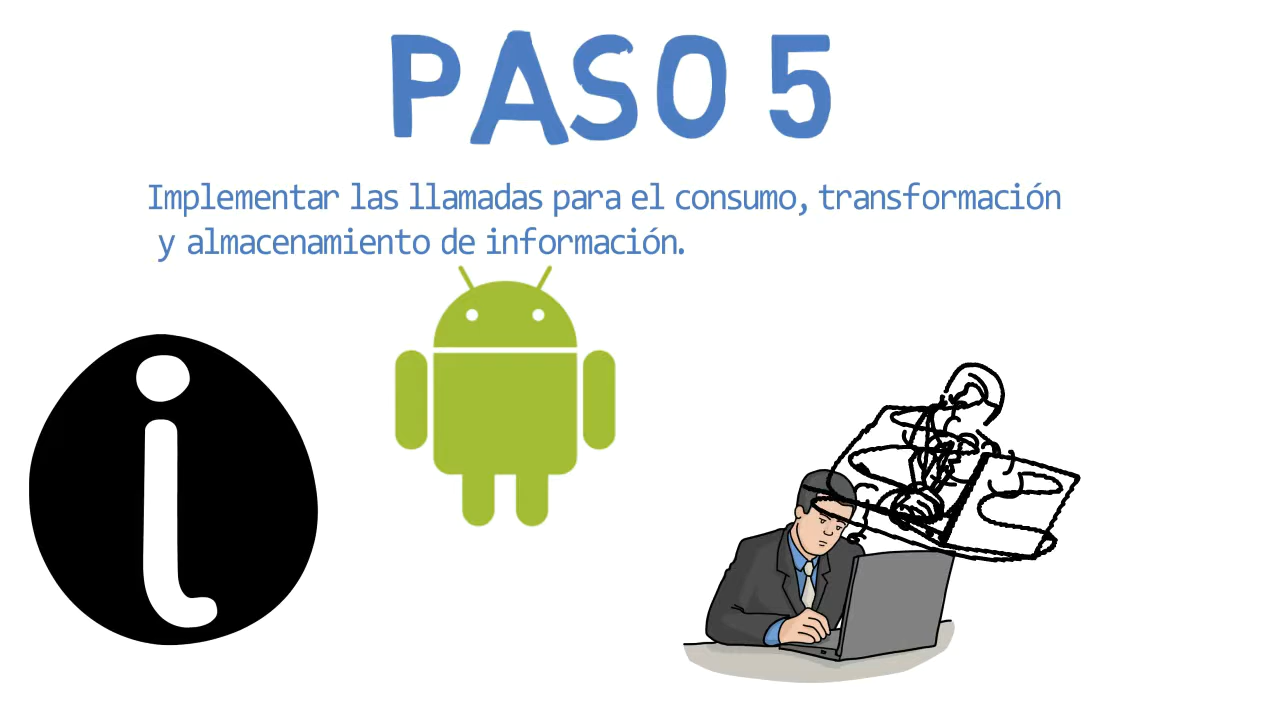 PASO 5
Implementar las llamadas para el consumo, transformación
y almacenamiento de información.
i